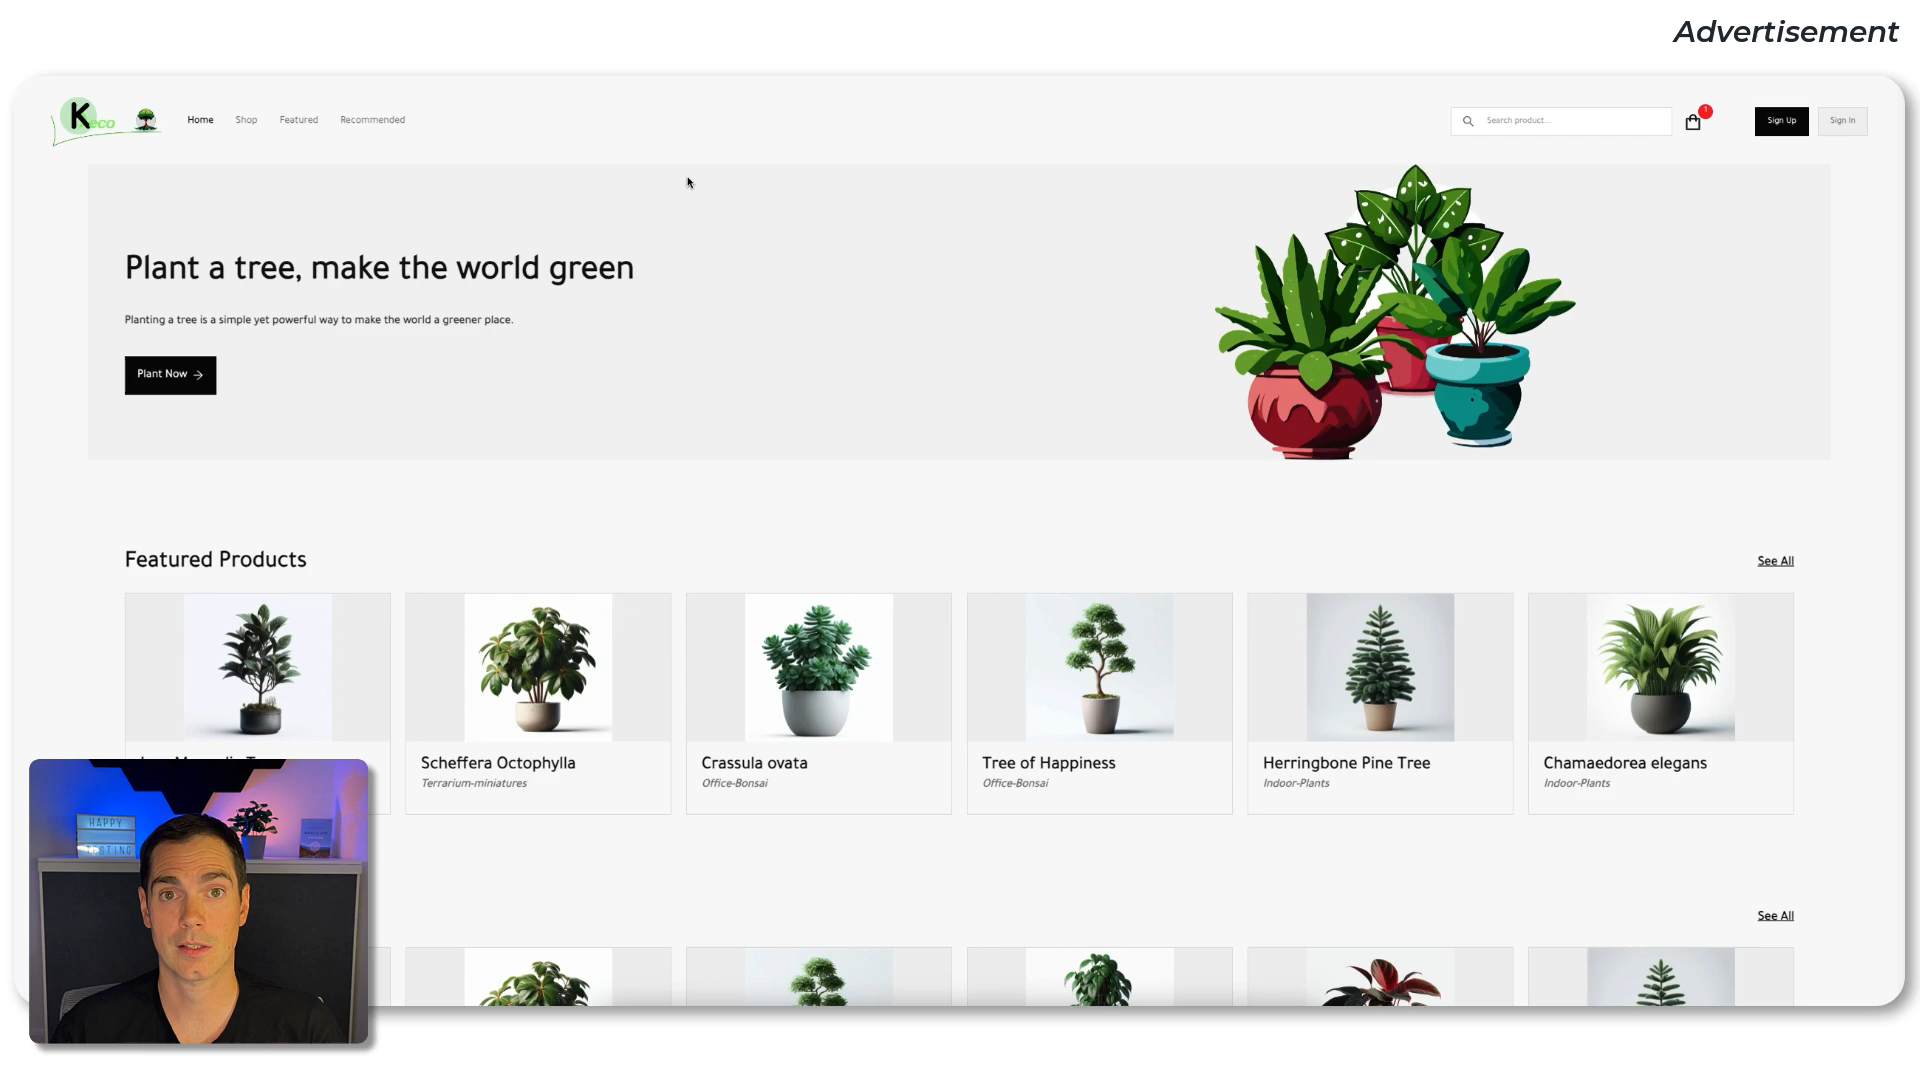 Advertisement
K
eco
Home
Shop
Featured
Recommended
Search product...
1
Sign Up
Sign In
Plant a tree, make the world green
Planting a tree is a simple yet powerful way to make the world a greener place.
Plant Now
Featured Products
See All
Scheffera Octophylla
Crassula ovata
Tree of Happiness
Herringbone Pine Tree
Chamaedorea elegans
Terrarium-miniatures
Office-Bonsai
Office-Bonsai
Indoor-Plants
Indoor-Plants
HAPPY
See All